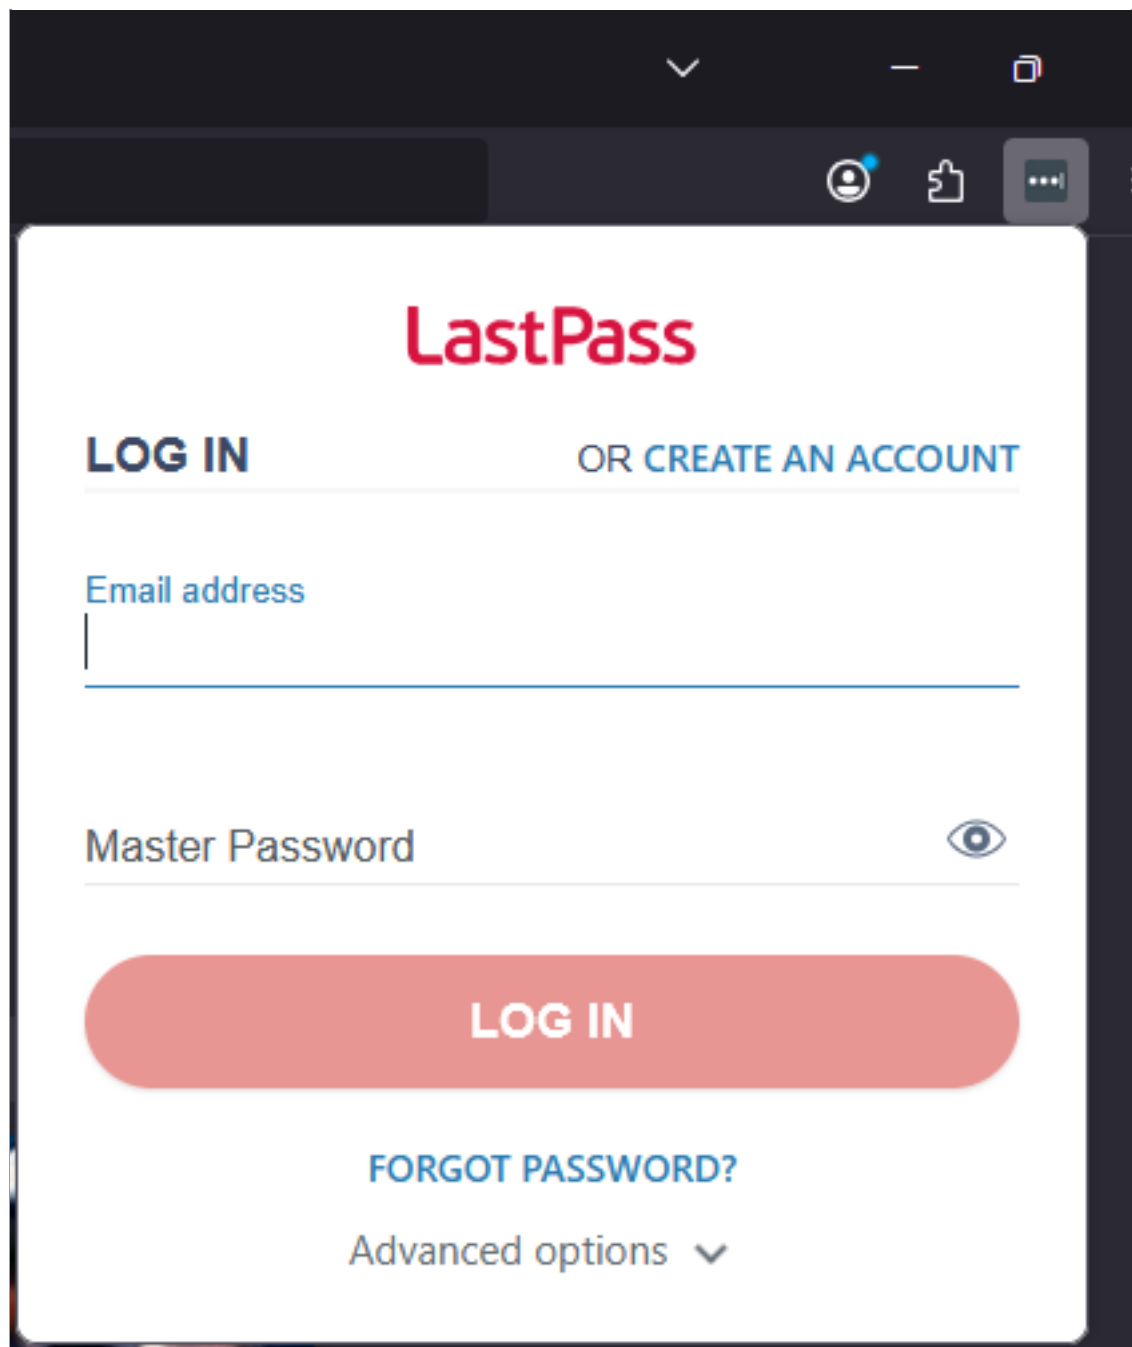 LastPass
LOG IN OR CREATE AN ACCOUNT
Email address
Master Password
LOG IN
FORGOT PASSWORD?
Advanced options